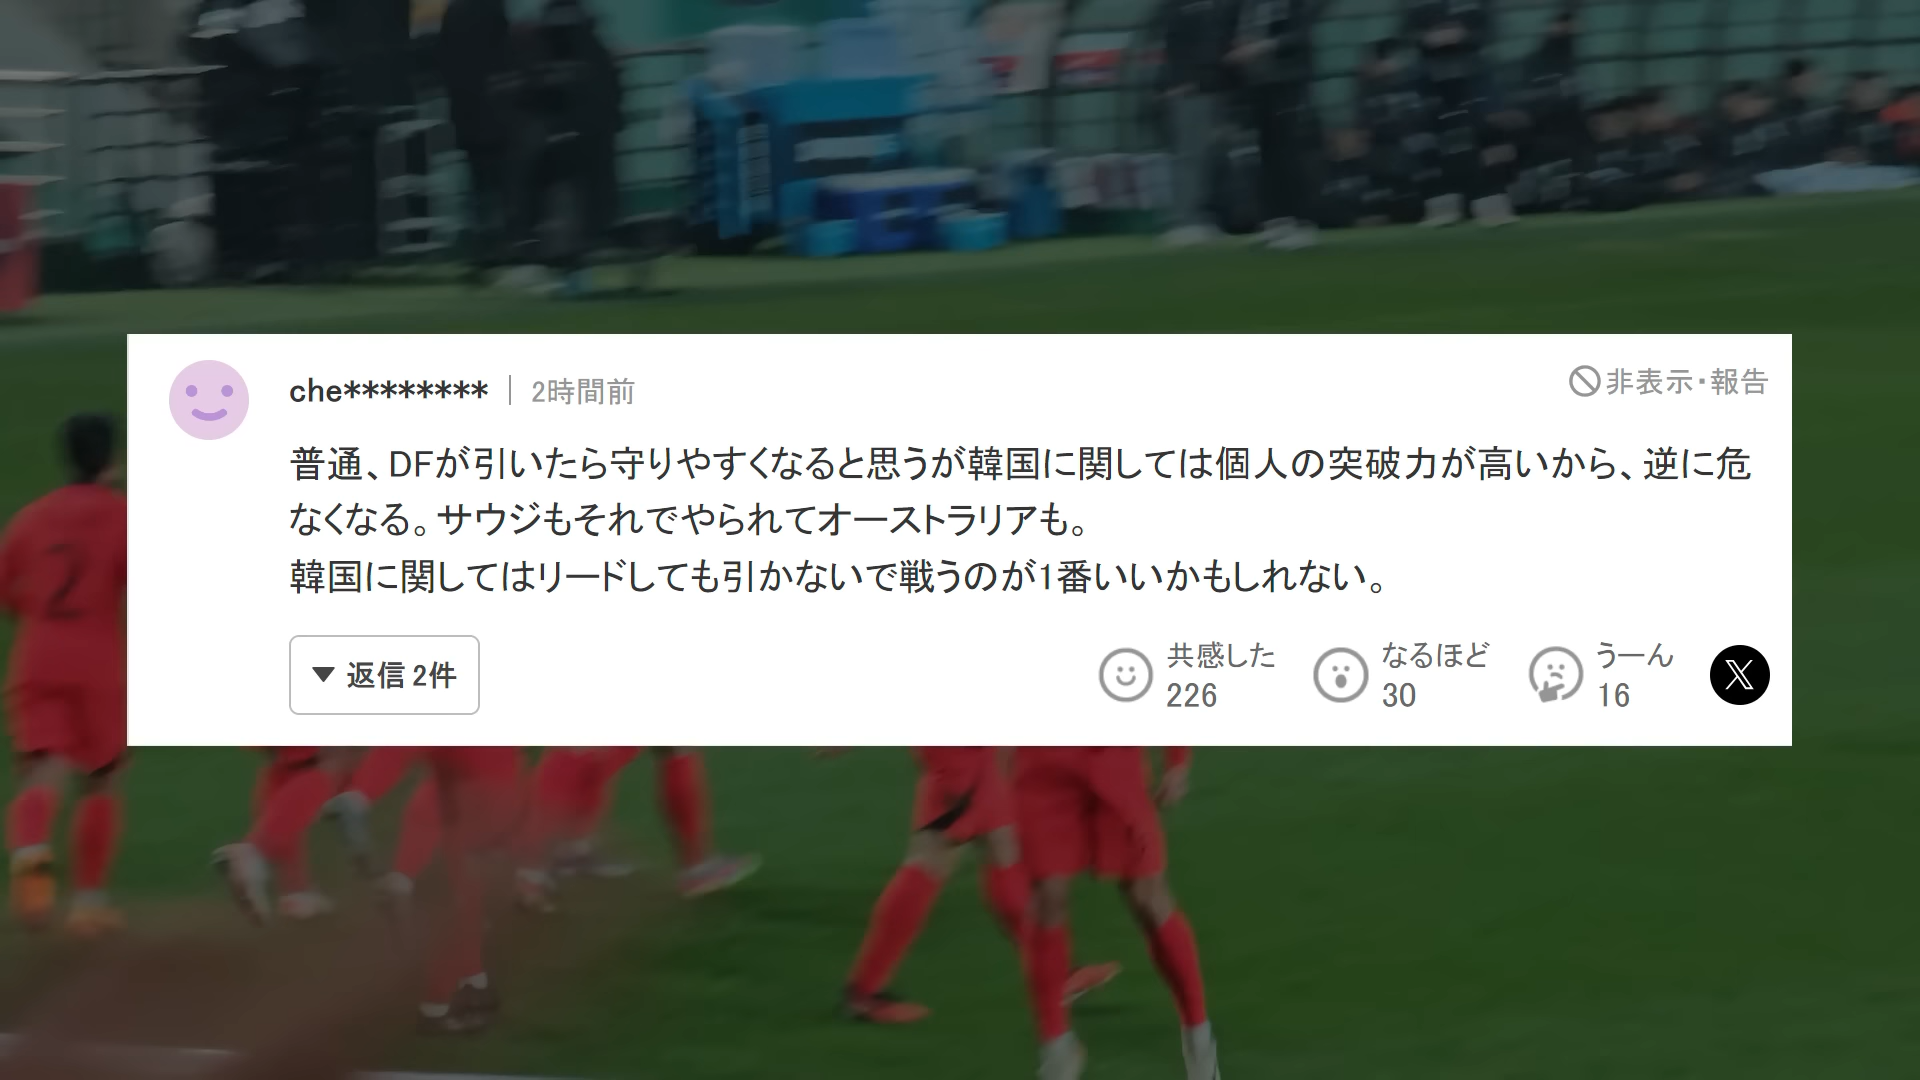 che******** | 2時間前
非表示・報告
普通、DFが引いたら守りやすくなると思うが韓国に関しては個人の突破力が高いから、逆に危
なくなる。サウジもそれでやられてオーストラリアも。
韓国に関してはリードしても引かないで戦うのが1番いいかもしれない。
▼ 返信 2件
共感した
226
なるほど
30
うーん
16
2